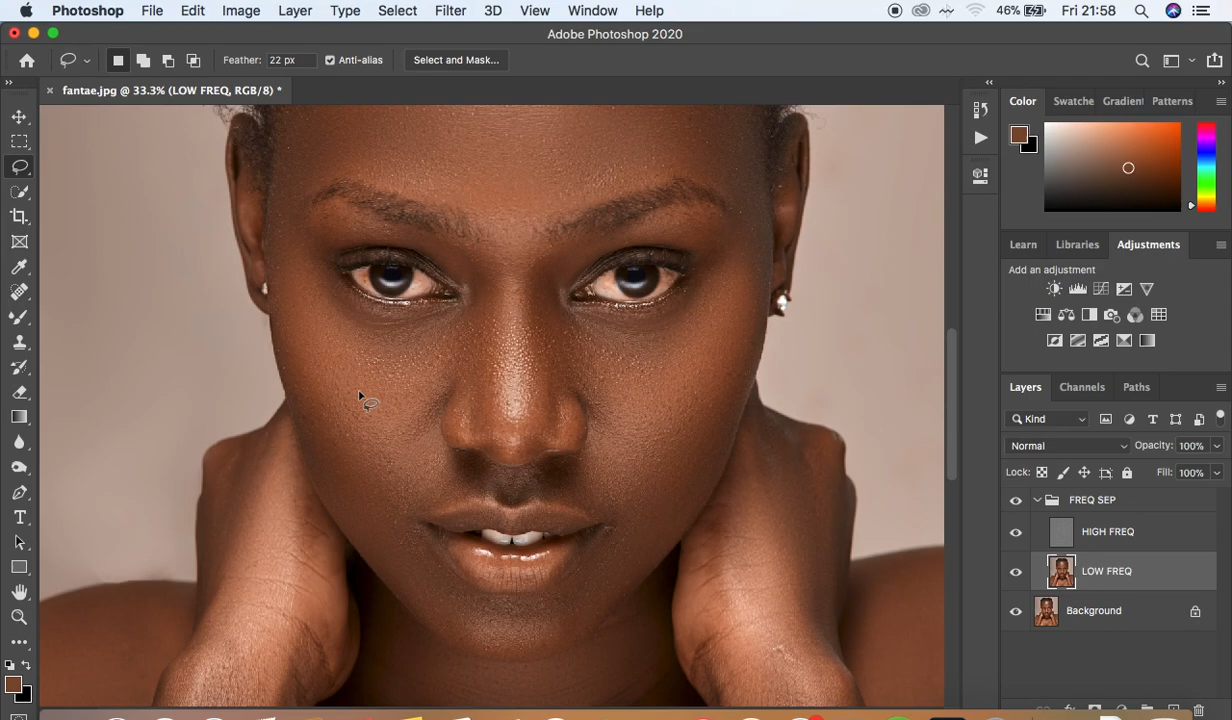 Photoshop File Edit Image Layer Type Select Filter 3D View Window Help 46% Fri 21:58
Adobe Photoshop 2020
Feather: 22 px Anti-alias Select and Mask...
fantae.jpg @ 33.3% (LOW FREQ, RGB/8) *
Color Swatche Gradien Patterns
Learn Libraries Adjustments
Add an adjustment
Layers Channels Paths
Kind
Normal Opacity: 100%
Lock: Fill: 100%
FREQ SEP
HIGH FREQ
LOW FREQ
Background